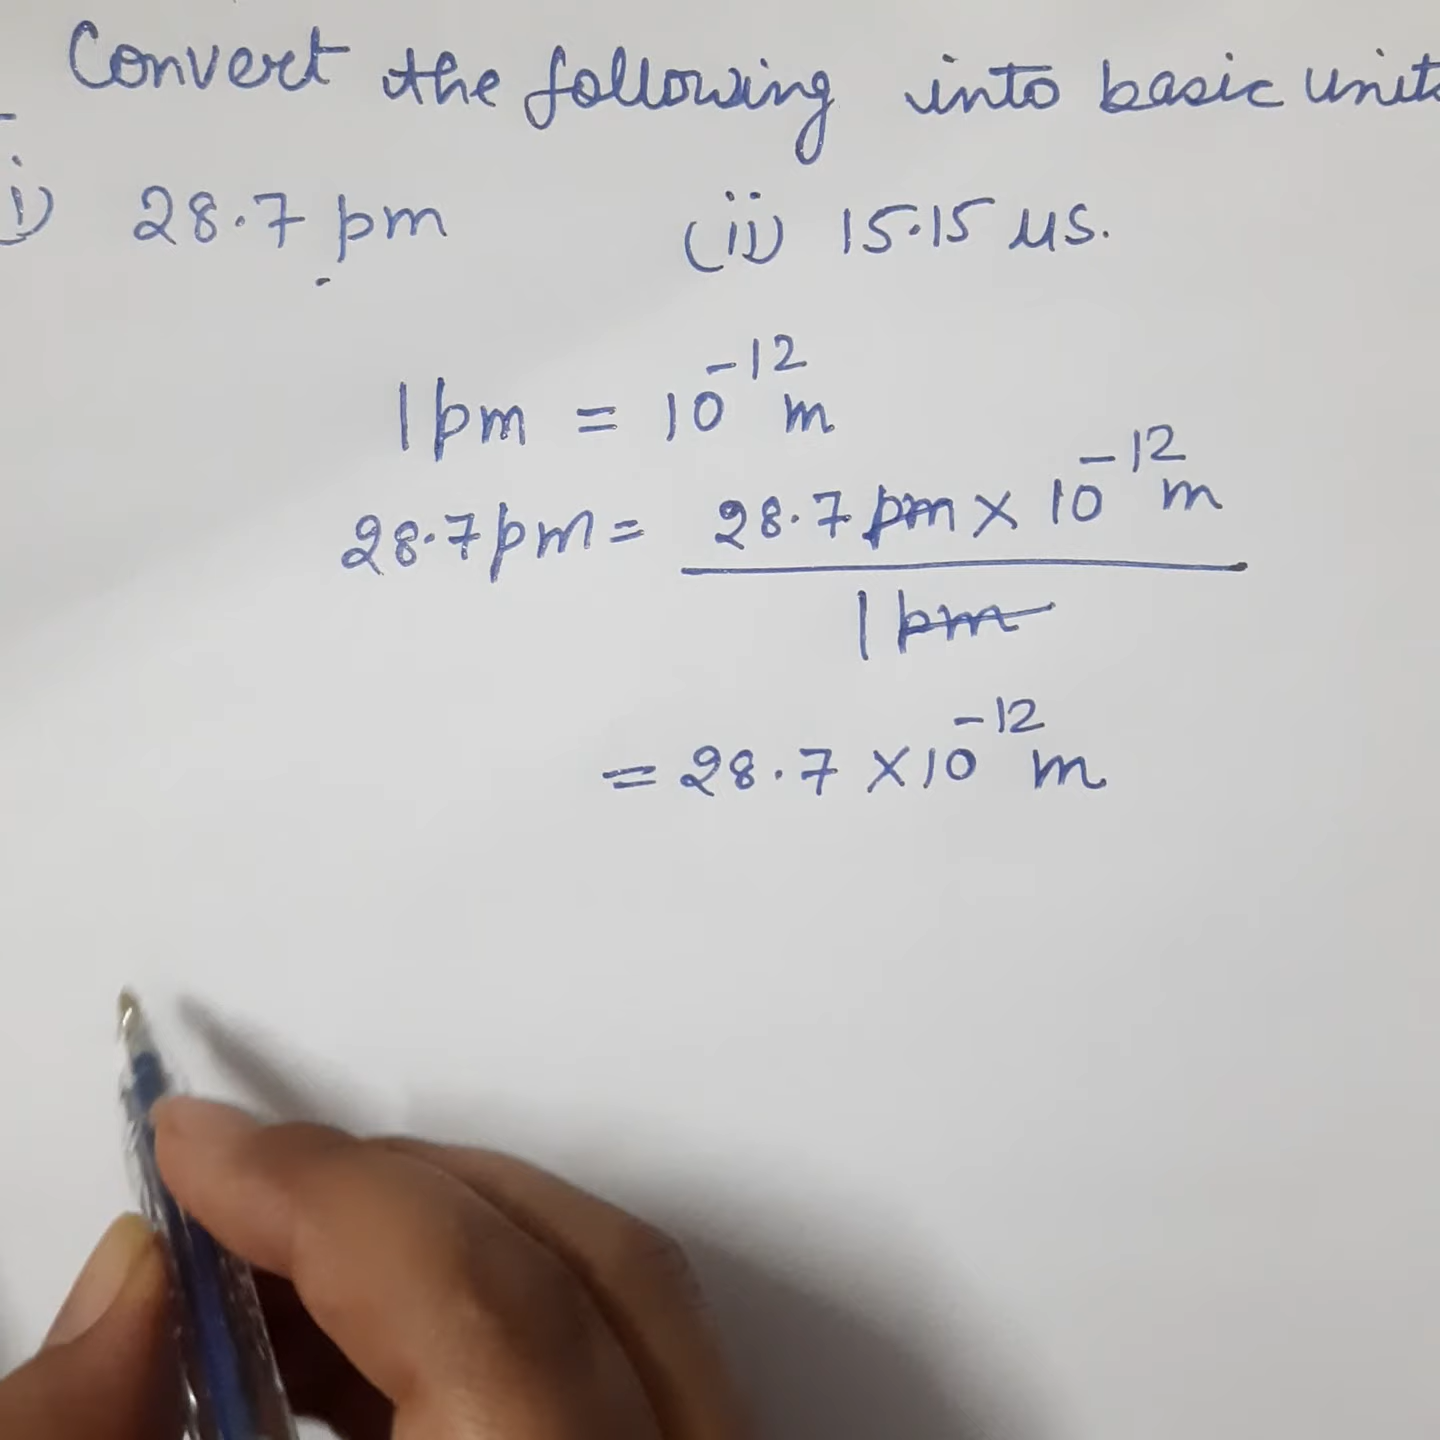 Convert the following into basic units
i) 28.7 pm (ii) 15.15 μs.
1 pm = 10⁻¹² m
28.7 pm = 28.7 pm × 10⁻¹² m
1 pm
= 28.7 × 10⁻¹² m